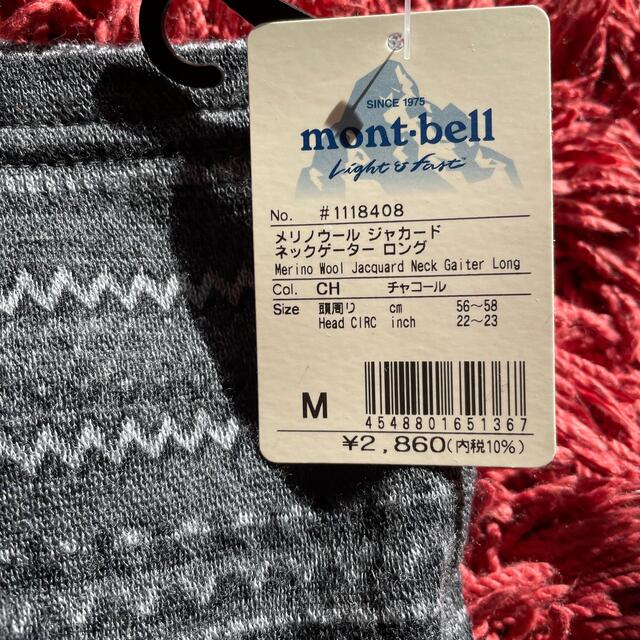 SINCE 1975
mont-bell
Light & Fast™
No. #1118408
メリノウール ジャカード
ネックゲーター ロング
Merino Wool Jacquard Neck Gaiter Long
Col. CH チャコール
Size 頭周り cm 56～58
Head CIRC inch 22～23
M
4548801651367
¥2,860(内税10%)